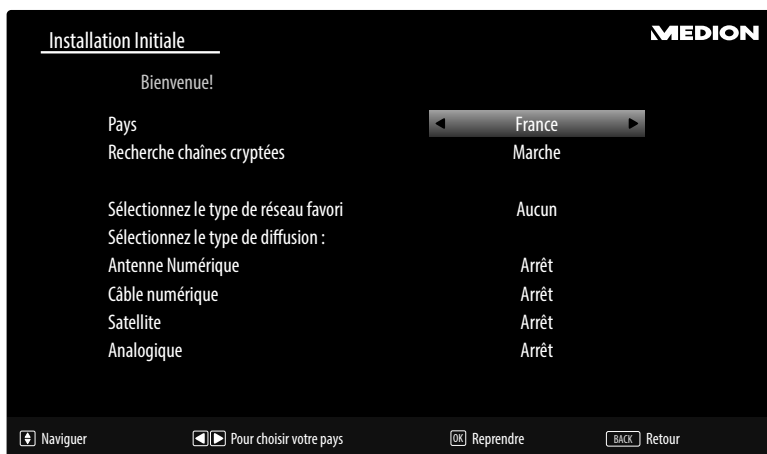 Installation Initiale
MEDION
Bienvenue!
Pays France
Recherche chaînes cryptées Marche
Sélectionnez le type de réseau favori Aucun
Sélectionnez le type de diffusion :
Antenne Numérique Arrêt
Câble numérique Arrêt
Satellite Arrêt
Analogique Arrêt
Naviguer Pour choisir votre pays OK Reprendre BACK Retour